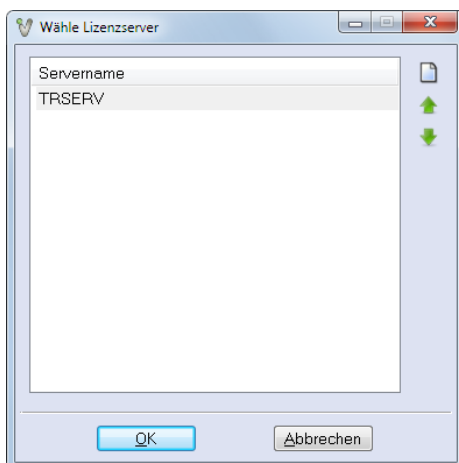 Wähle Lizenzserver
Servername
TRSERV
OK
Abbrechen